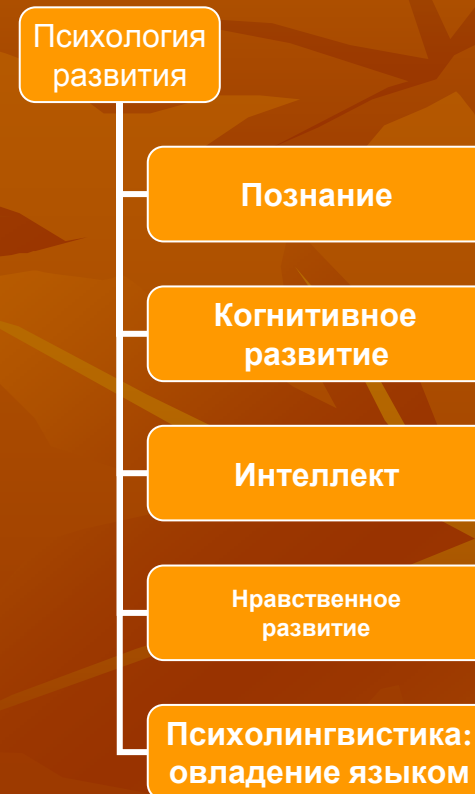 Психология
развития
Познание
Когнитивное
развитие
Интеллект
Нравственное
развитие
Психолингвистика:
овладение языком